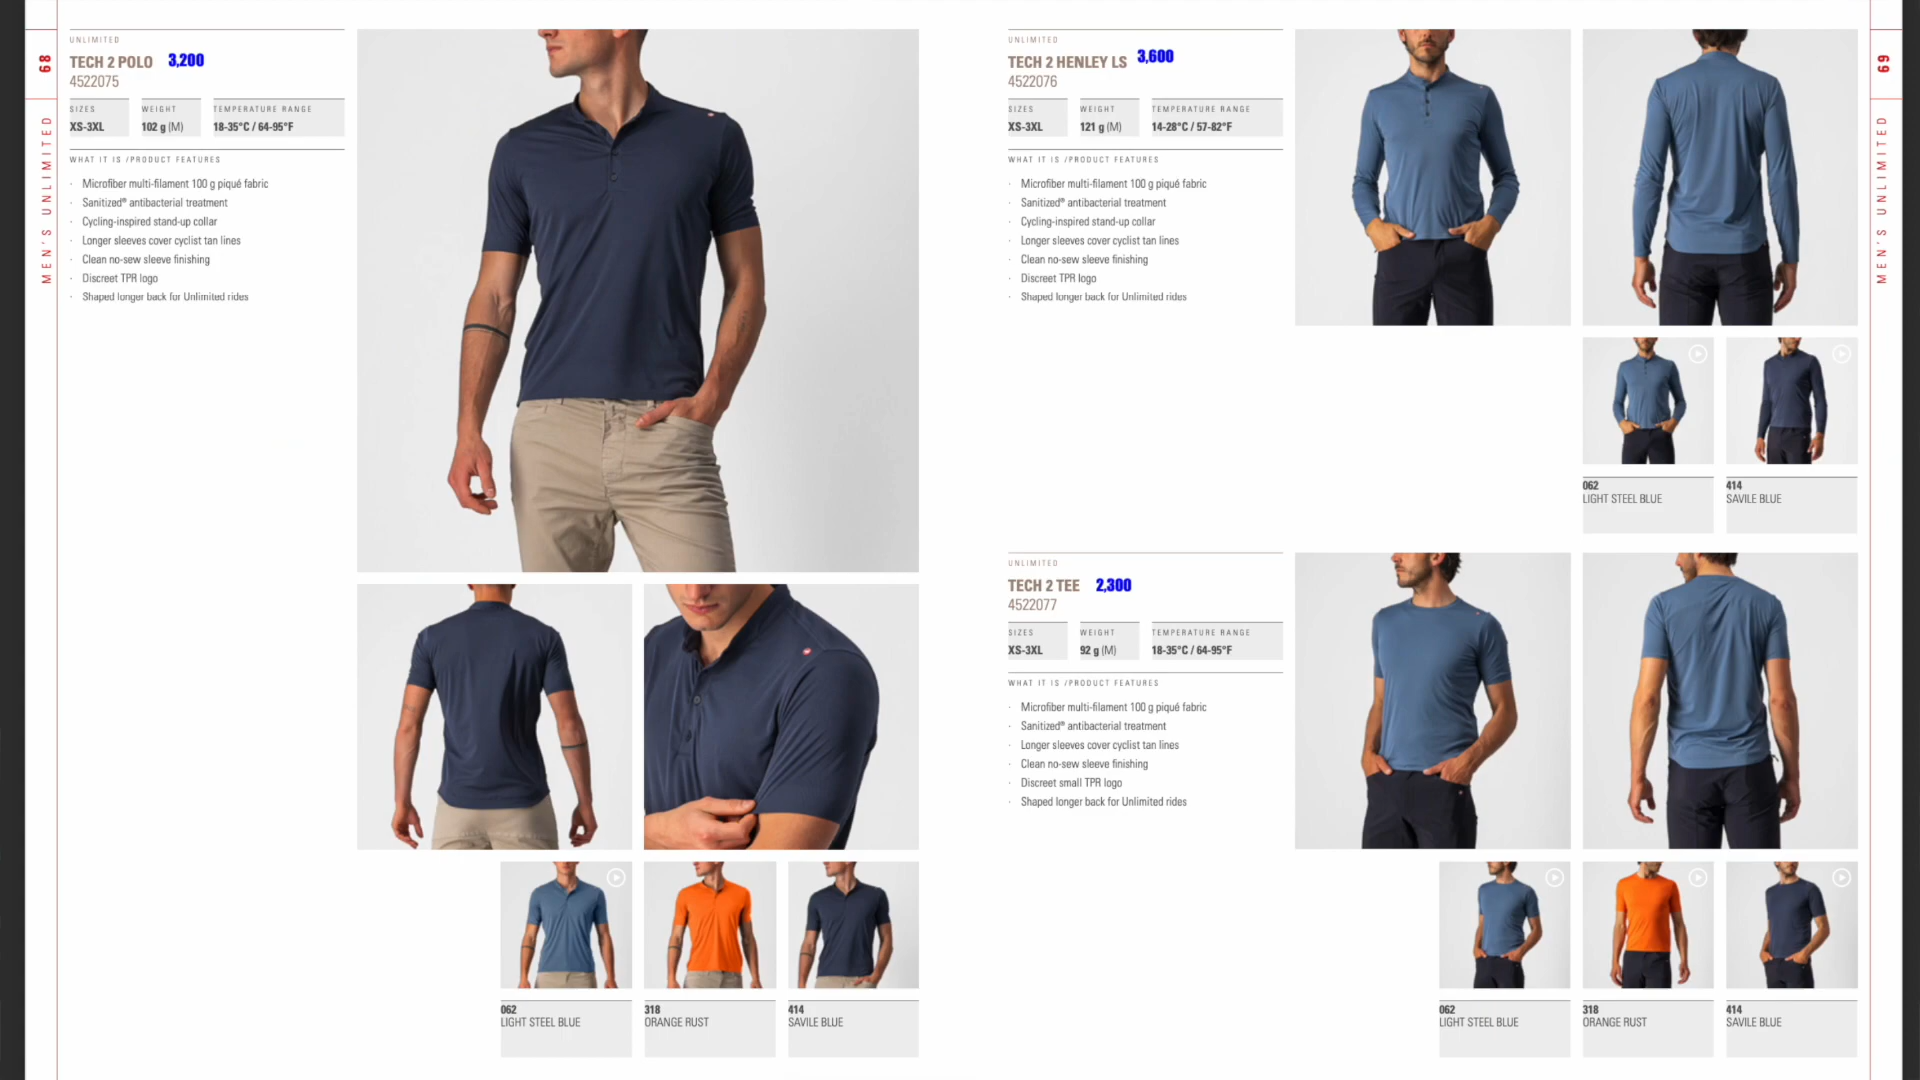 68
MEN'S UNLIMITED
UNLIMITED
TECH 2 POLO 3,200
4522075
SIZES WEIGHT TEMPERATURE RANGE
XS-3XL 102 g (M) 18-35°C / 64-95°F
WHAT IT IS /PRODUCT FEATURES
· Microfiber multi-filament 100 g piqué fabric
· Sanitized® antibacterial treatment
· Cycling-inspired stand-up collar
· Longer sleeves cover cyclist tan lines
· Clean no-sew sleeve finishing
· Discreet TPR logo
· Shaped longer back for Unlimited rides
062 318 414
LIGHT STEEL BLUE ORANGE RUST SAVILE BLUE
UNLIMITED
TECH 2 HENLEY LS 3,600
4522076
SIZES WEIGHT TEMPERATURE RANGE
XS-3XL 121 g (M) 14-28°C / 57-82°F
WHAT IT IS /PRODUCT FEATURES
· Microfiber multi-filament 100 g piqué fabric
· Sanitized® antibacterial treatment
· Cycling-inspired stand-up collar
· Longer sleeves cover cyclist tan lines
· Clean no-sew sleeve finishing
· Discreet TPR logo
· Shaped longer back for Unlimited rides
062 414
LIGHT STEEL BLUE SAVILE BLUE
UNLIMITED
TECH 2 TEE 2,300
4522077
SIZES WEIGHT TEMPERATURE RANGE
XS-3XL 92 g (M) 18-35°C / 64-95°F
WHAT IT IS /PRODUCT FEATURES
· Microfiber multi-filament 100 g piqué fabric
· Sanitized® antibacterial treatment
· Longer sleeves cover cyclist tan lines
· Clean no-sew sleeve finishing
· Discreet small TPR logo
· Shaped longer back for Unlimited rides
062 318 414
LIGHT STEEL BLUE ORANGE RUST SAVILE BLUE
69
MEN'S UNLIMITED